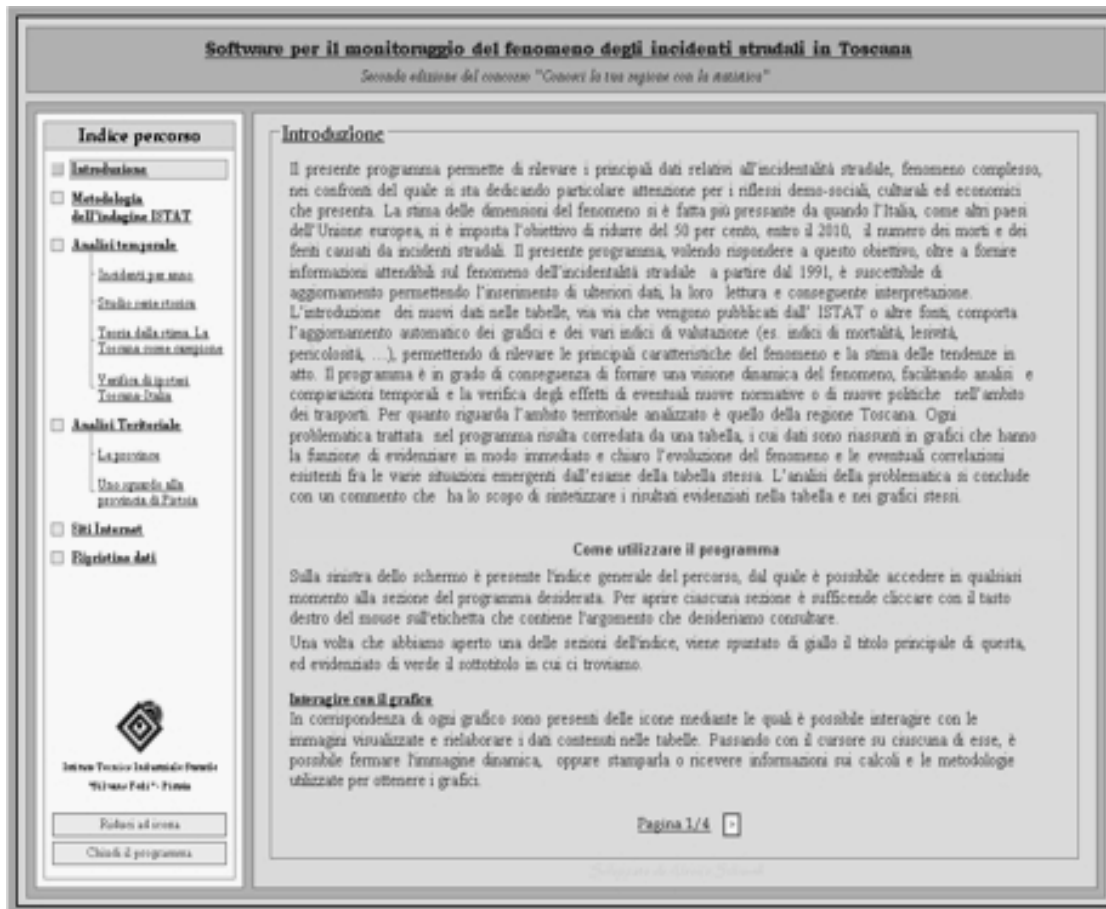 Software per il monitoraggio del fenomeno degli incidenti stradali in Toscana
Seconda edizione del concorso "Conosci la tua regione con la statistica"
Indice percorso
Introduzione
Metodologia
dell'indagine ISTAT
Analisi temporale
Incidenti per anno
Studio serie storica
Teoria della stima. La
Toscana come campione
Verifica di ipotesi
Toscana-Italia
Analisi Teritoriale
La province
Uno sguardo alla
provincia di Pistoia
Siti Internet
Ripristino dati
Istituto Tecnico Industriale Statale
"Silvano Fedi" - Pistoia
Riduci ad icona
Chiudi il programma
Introduzione
Il presente programma permette di rilevare i principali dati relativi all'incidentalità stradale, fenomeno complesso,
nei confronti del quale si sta dedicando particolare attenzione per i riflessi demo-sociali, culturali ed economici
che presenta. La stima delle dimensioni del fenomeno si è fatta più pressante da quando l'Italia, come altri paesi
dell'Unione europea, si è imposta l'obiettivo di ridurre del 50 per cento, entro il 2010, il numero dei morti e dei
feriti causati da incidenti stradali. Il presente programma, volendo rispondere a questo obiettivo, oltre a fornire
informazioni attendibili sul fenomeno dell'incidentalità stradale a partire dal 1991, è suscettibile di
aggiornamento permettendo l'inserimento di ulteriori dati, la loro lettura e conseguente interpretazione.
L'introduzione dei nuovi dati nelle tabelle, via via che vengono pubblicati dall' ISTAT o altre fonti, comporta
l'aggiornamento automatico dei grafici e dei vari indici di valutazione (es. indici di mortalità, lesività,
pericolosità, ...), permettendo di rilevare le principali caratteristiche del fenomeno e la stima delle tendenze in
atto. Il programma è in grado di conseguenza di fornire una visione dinamica del fenomeno, facilitando analisi e
comparazioni temporali e la verifica degli effetti di eventuali nuove normative o di nuove politiche nell'ambito
dei trasporti. Per quanto riguarda l'ambito territoriale analizzato è quello della regione Toscana. Ogni
problematica trattata nel programma risulta corredata da una tabella, i cui dati sono riassunti in grafici che hanno
la funzione di evidenziare in modo immediato e chiaro l'evoluzione del fenomeno e le eventuali correlazioni
esistenti fra le varie situazioni emergenti dall'esame della tabella stessa. L'analisi della problematica si conclude
con un commento che ha lo scopo di sintetizzare i risultati evidenziati nella tabella e nei grafici stessi.
Come utilizzare il programma
Sulla sinistra dello schermo è presente l'indice generale del percorso, dal quale è possibile accedere in qualsiasi
momento alla sezione del programma desiderata. Per aprire ciascuna sezione è sufficende cliccare con il tasto
destro del mouse sull'etichetta che contiene l'argomento che desideriamo consultare.
Una volta che abbiamo aperto una delle sezioni dell'indice, viene spuntato di giallo il titolo principale di questa,
ed evidenziato di verde il sottotitolo in cui ci troviamo.
Interagire con il grafico
In corrispondenza di ogni grafico sono presenti delle icone mediante le quali è possibile interagire con le
immagini visualizzate e rielaborare i dati contenuti nelle tabelle. Passando con il cursore su ciuscuna di esse, è
possibile fermare l'immagine dinamica, oppure stamparla o ricevere informazioni sui calcoli e le metodologie
utilizzate per ottenere i grafici.
Pagina 1/4 >